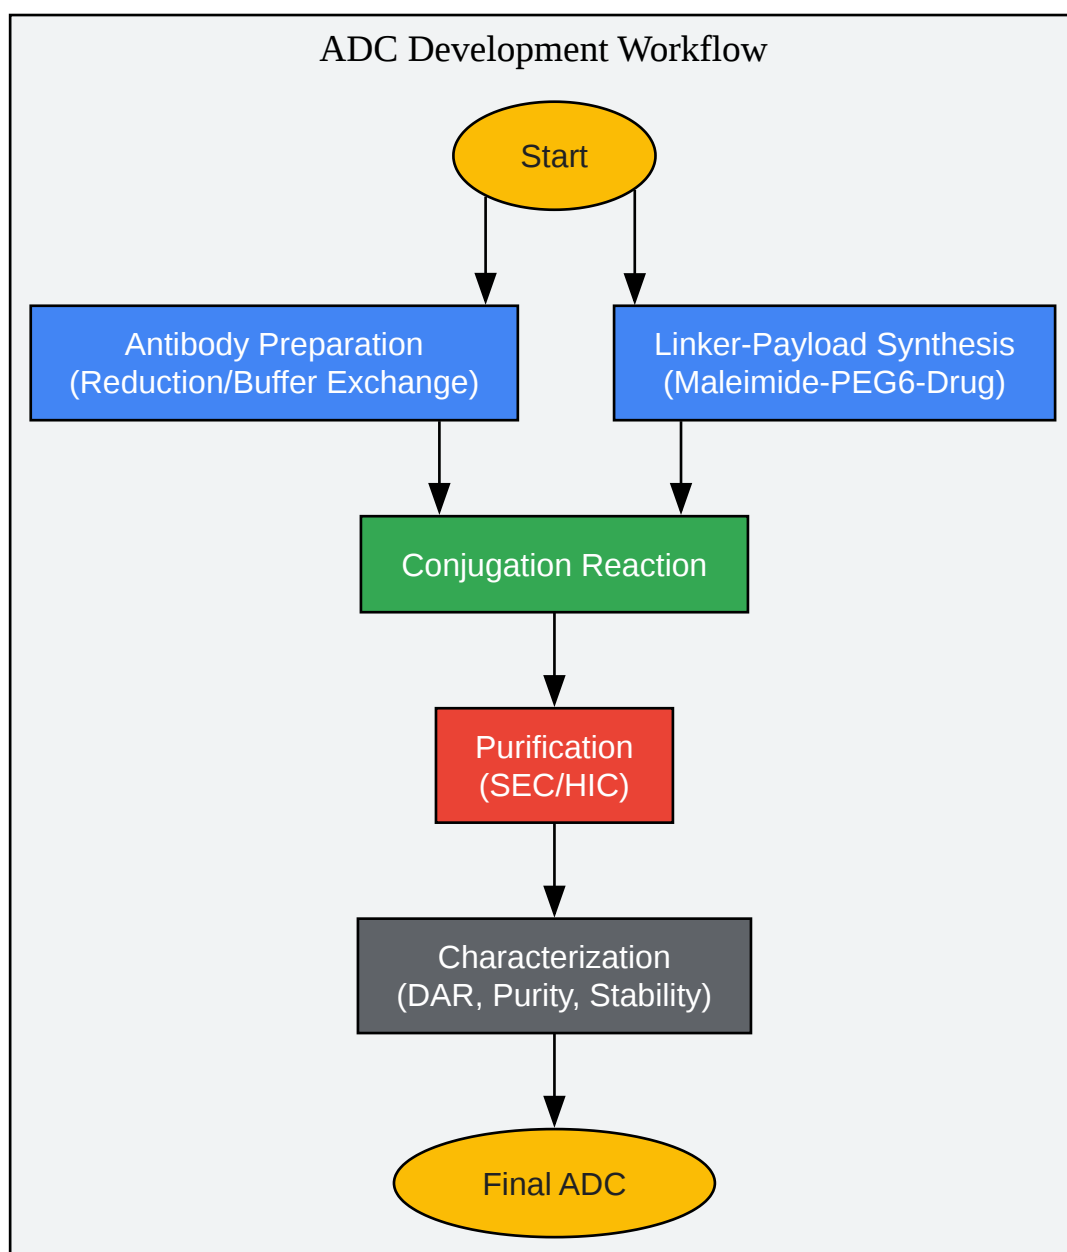 ADC Development Workflow
Start
Antibody Preparation
(Reduction/Buffer Exchange)
Linker-Payload Synthesis
(Maleimide-PEG6-Drug)
Conjugation Reaction
Purification
(SEC/HIC)
Characterization
(DAR, Purity, Stability)
Final ADC